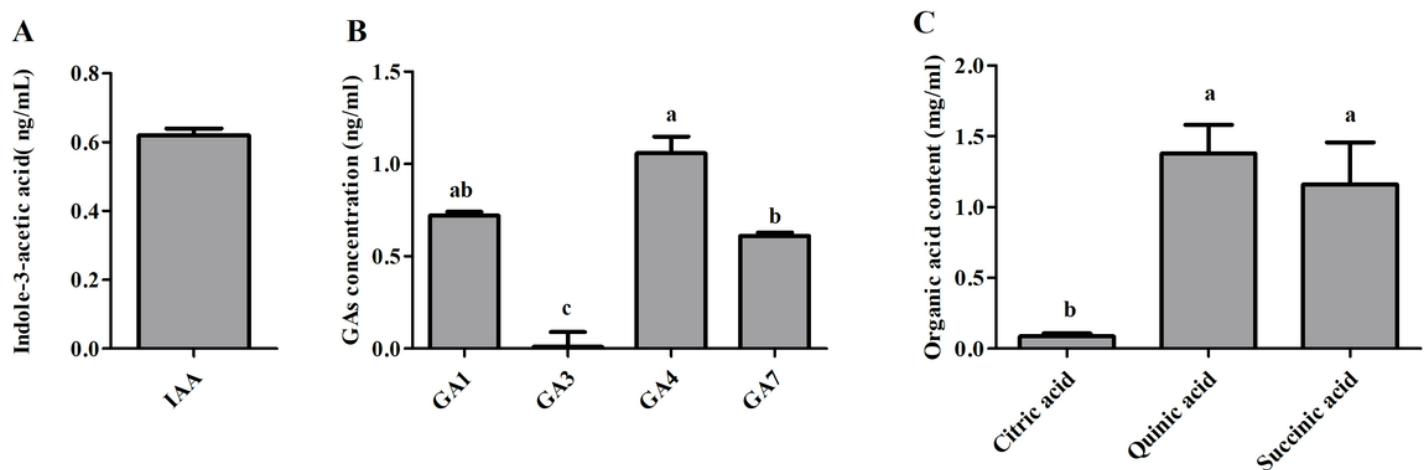 A
Indole-3-acetic acid( ng/mL)
0.8
0.6
0.4
0.2
0.0
IAA
B
GAs concentration (ng/ml)
1.5
1.0
0.5
0.0
ab
c
a
b
GA1
GA3
GA4
GA7
C
Organic acid content (mg/ml)
2.0
1.5
1.0
0.5
0.0
b
a
a
Citric acid
Quinic acid
Succinic acid